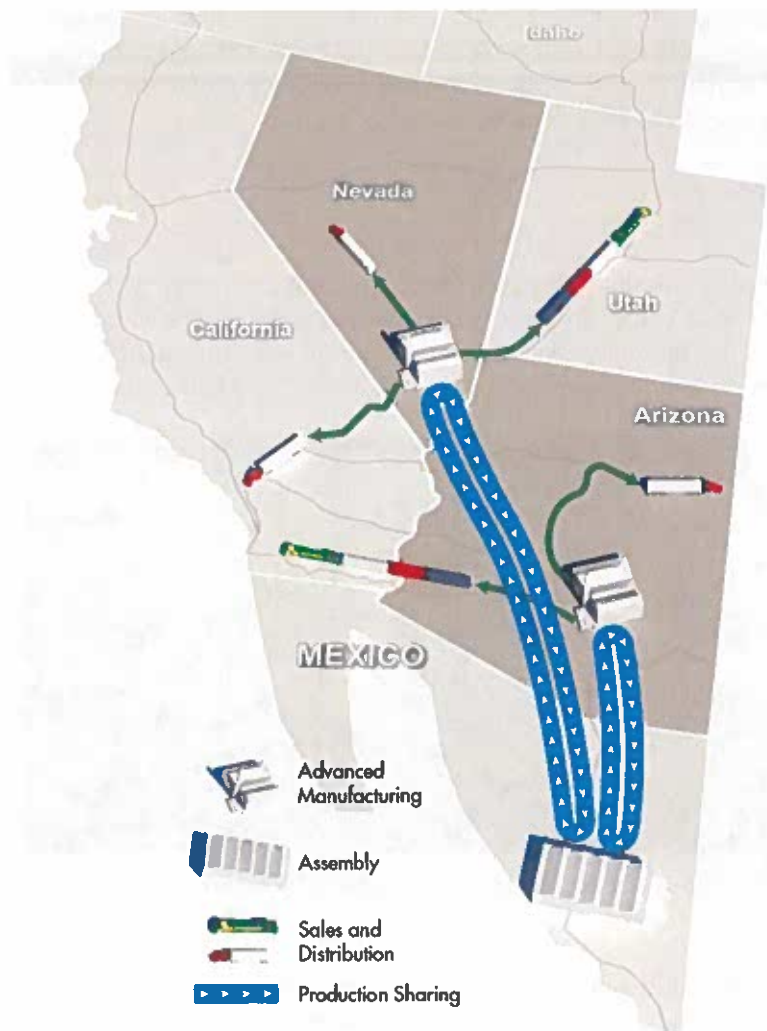 Idaho
Nevada
Utah
California
Arizona
MEXICO
Advanced
Manufacturing
Assembly
Sales and
Distribution
Production Sharing